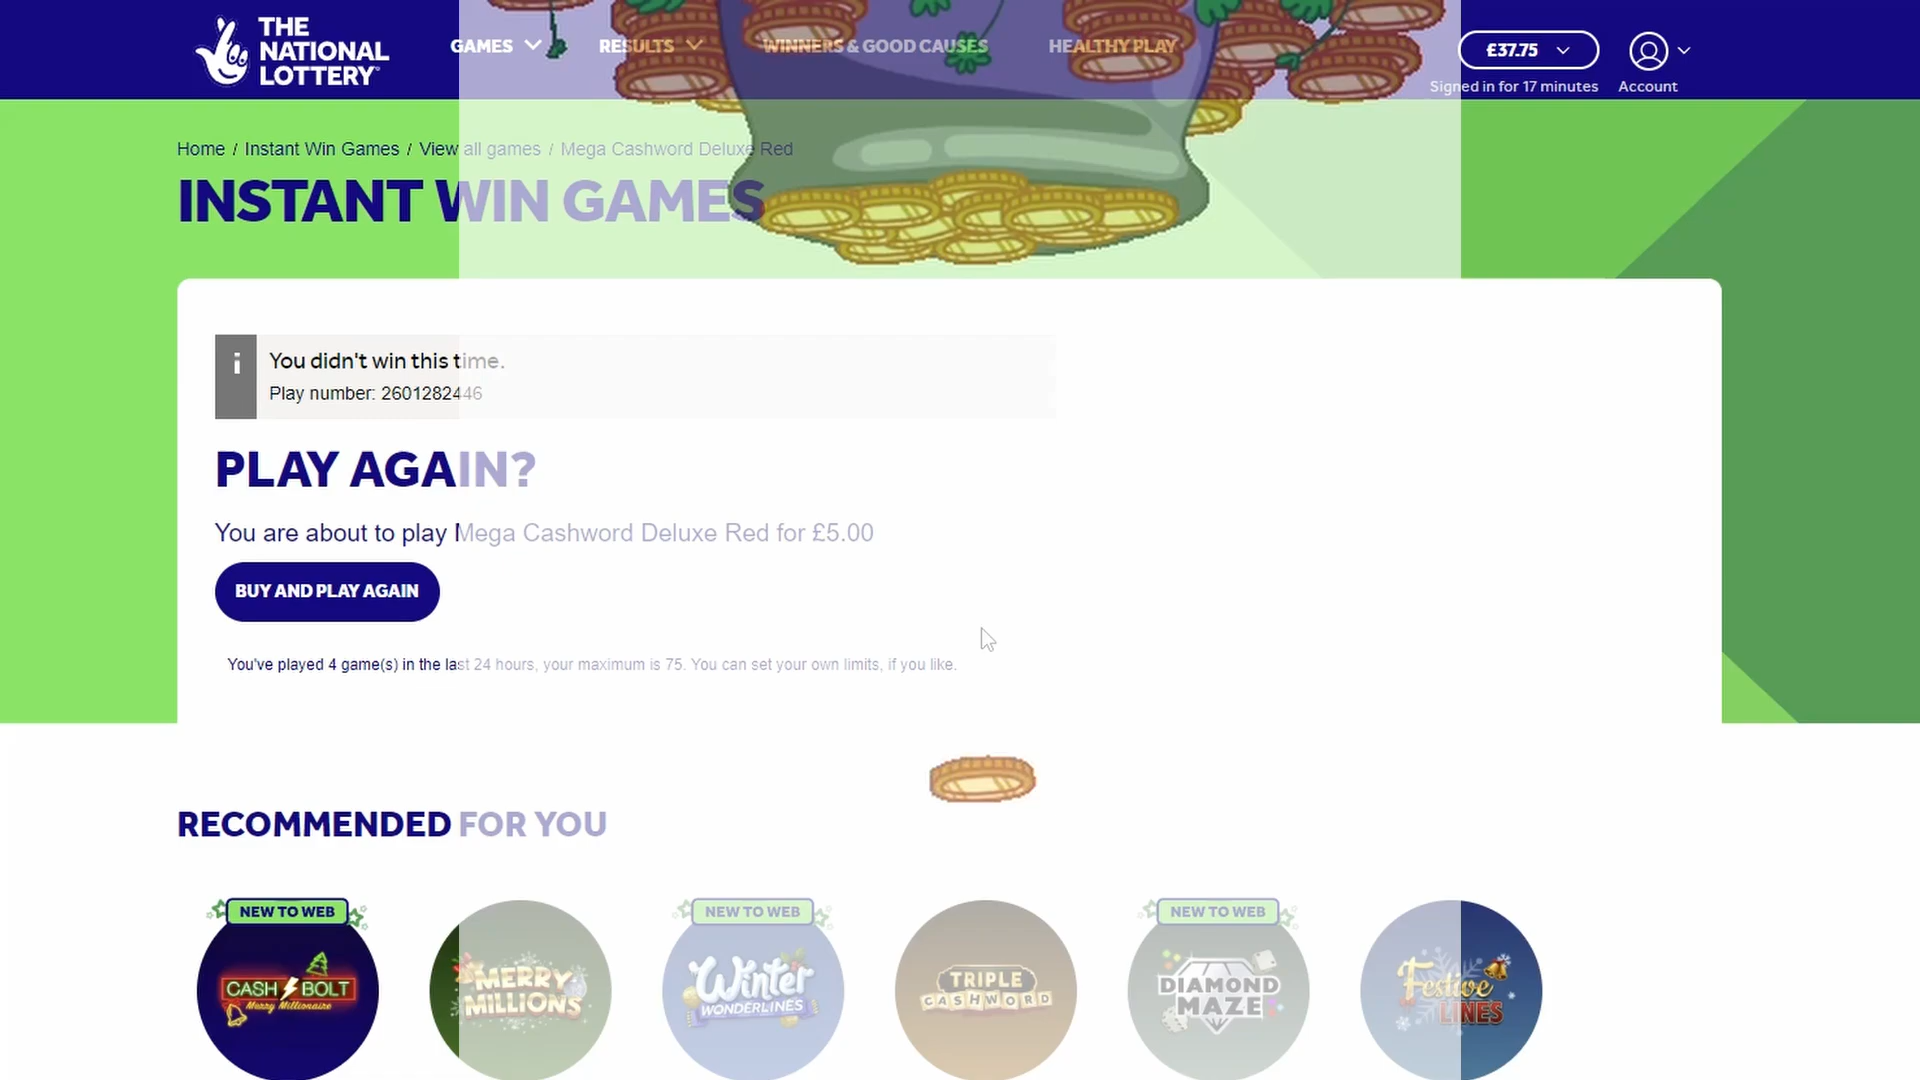 THE
NATIONAL
LOTTERY
GAMES
RESULTS
WINNERS & GOOD CAUSES
HEALTHY PLAY
£37.75
Signed in for 17 minutes
Account
Home / Instant Win Games / View all games / Mega Cashword Deluxe Red
INSTANT WIN GAMES
i
You didn't win this time.
Play number: 2601282446
PLAY AGAIN?
You are about to play Mega Cashword Deluxe Red for £5.00
BUY AND PLAY AGAIN
You've played 4 game(s) in the last 24 hours, your maximum is 75. You can set your own limits, if you like.
RECOMMENDED FOR YOU
NEW TO WEB
CASH BOLT
Merry Millionaire
MERRY
MILLIONS
NEW TO WEB
Winter
WONDERLINES
TRIPLE
CASHWORD
NEW TO WEB
DIAMOND
MAZE
Festive
LINES